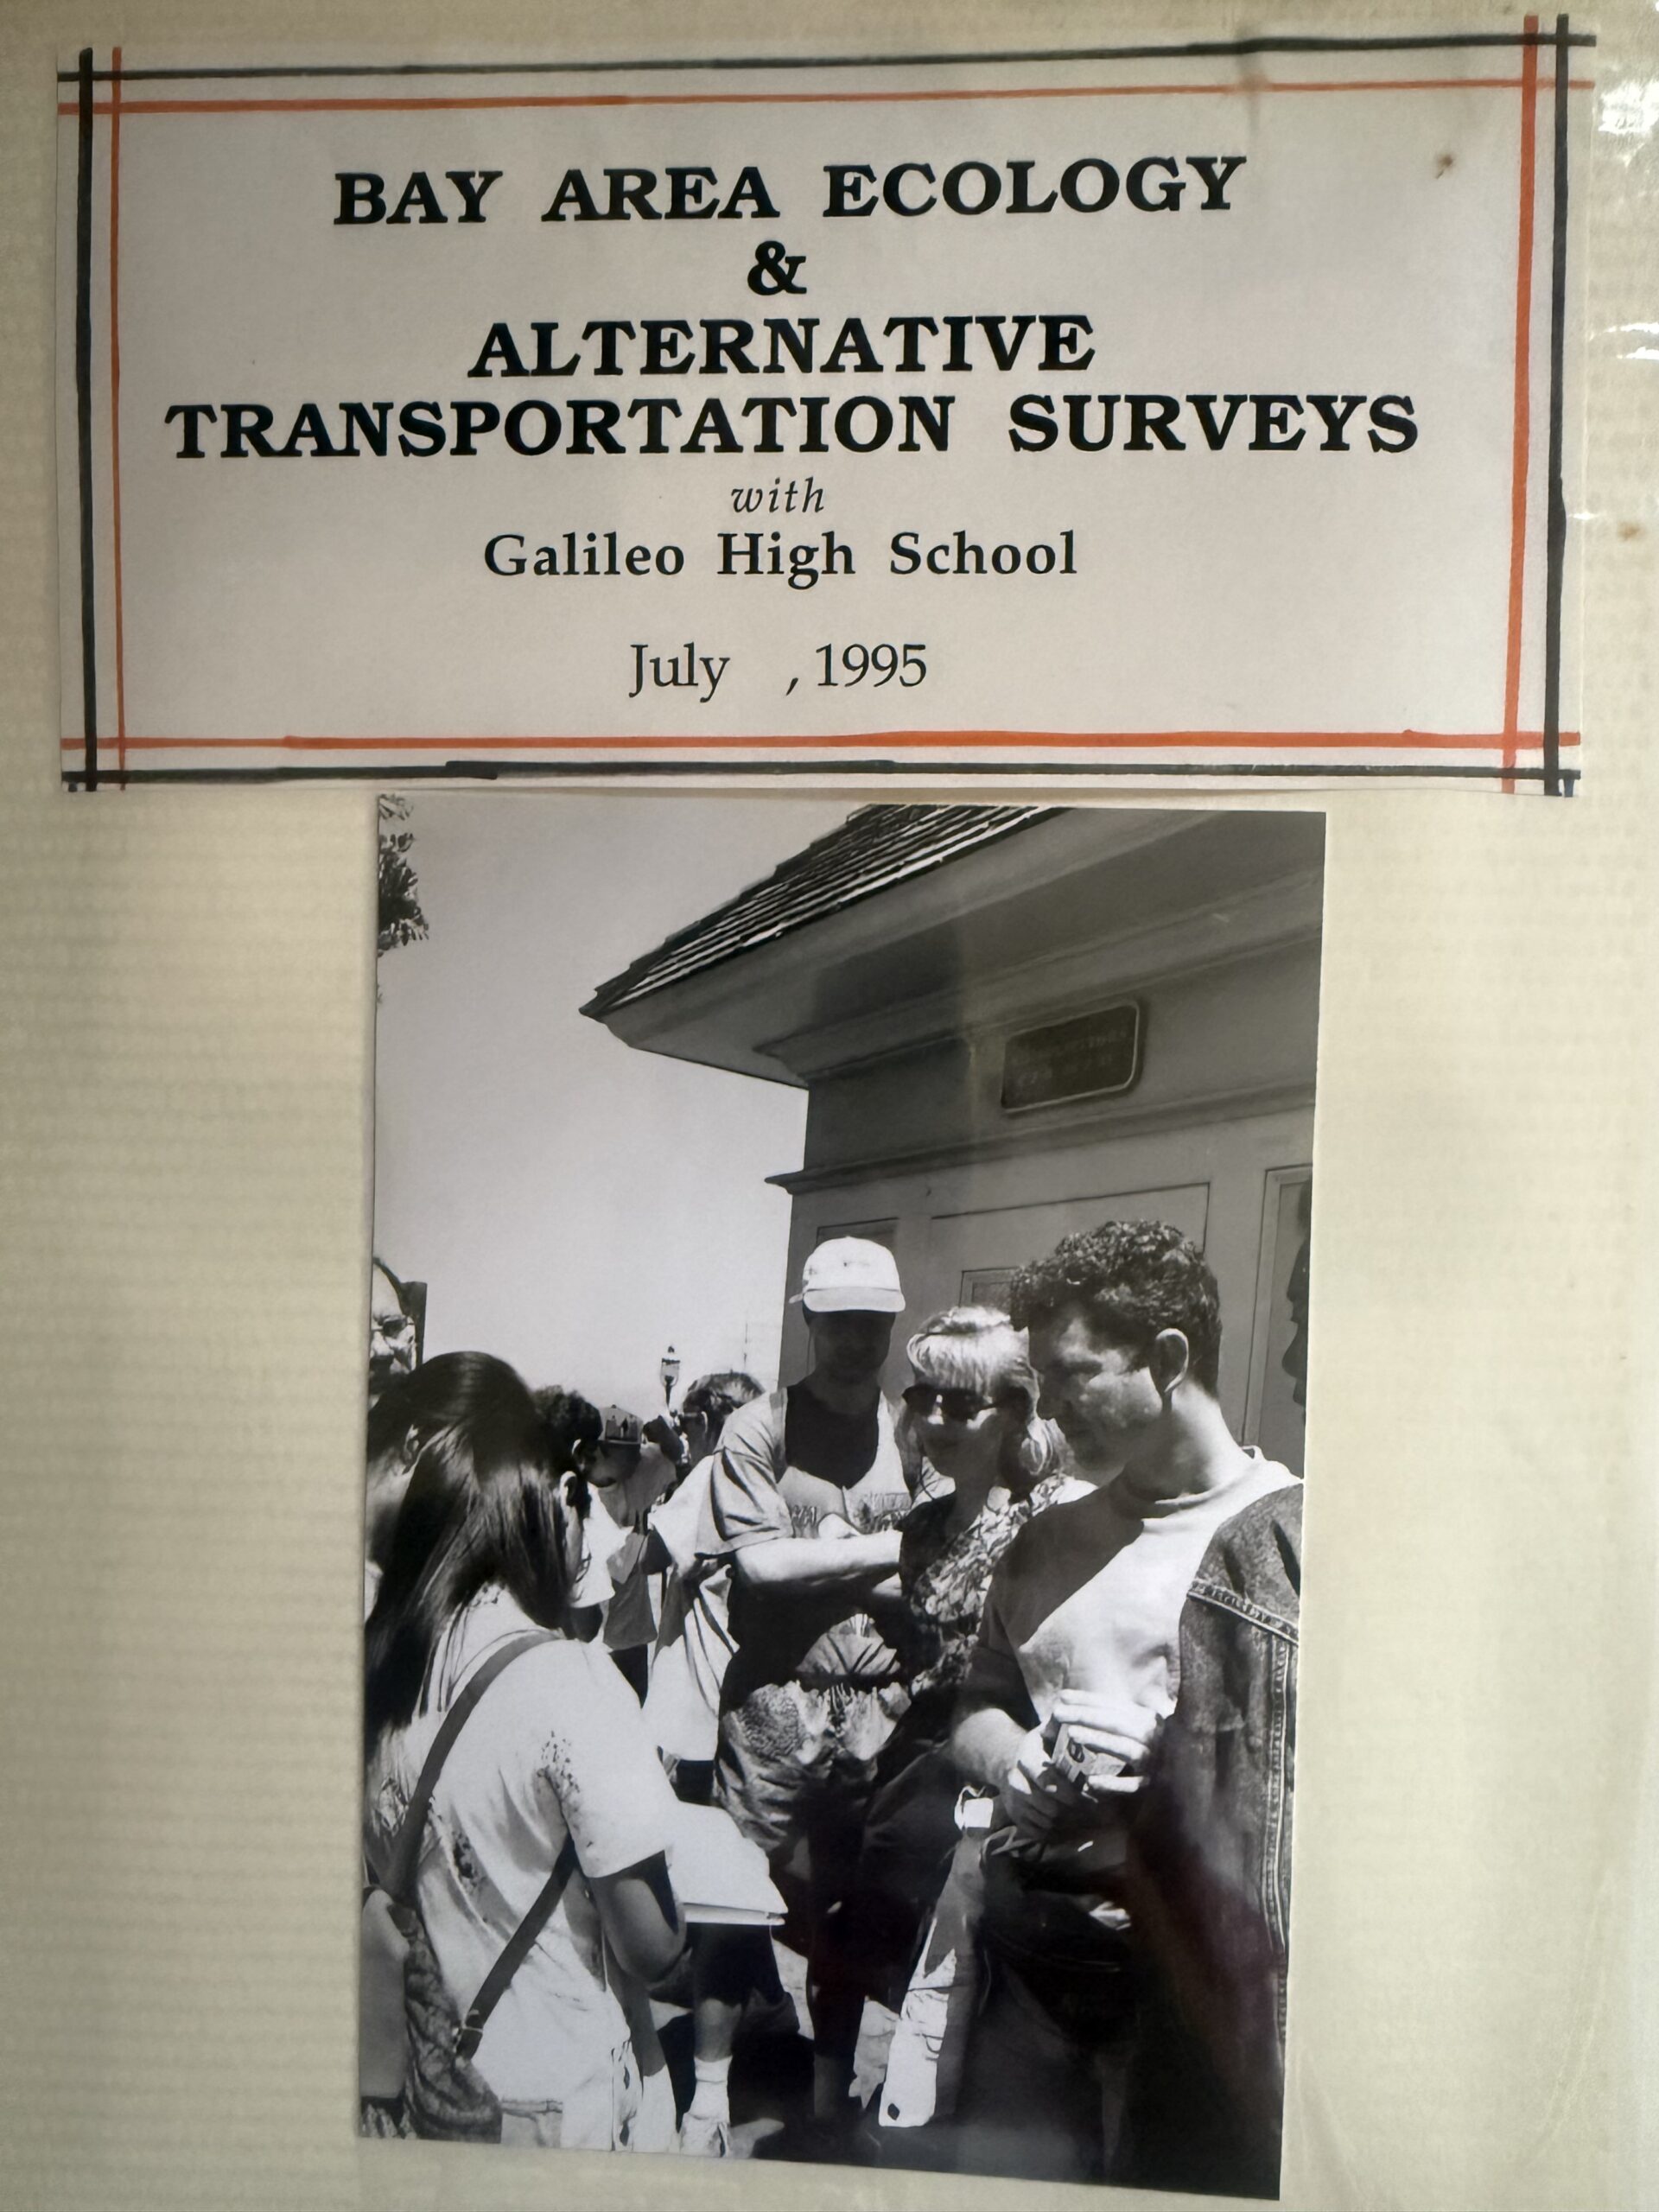 BAY AREA ECOLOGY
&
ALTERNATIVE
TRANSPORTATION SURVEYS
with
Galileo High School
July , 1995